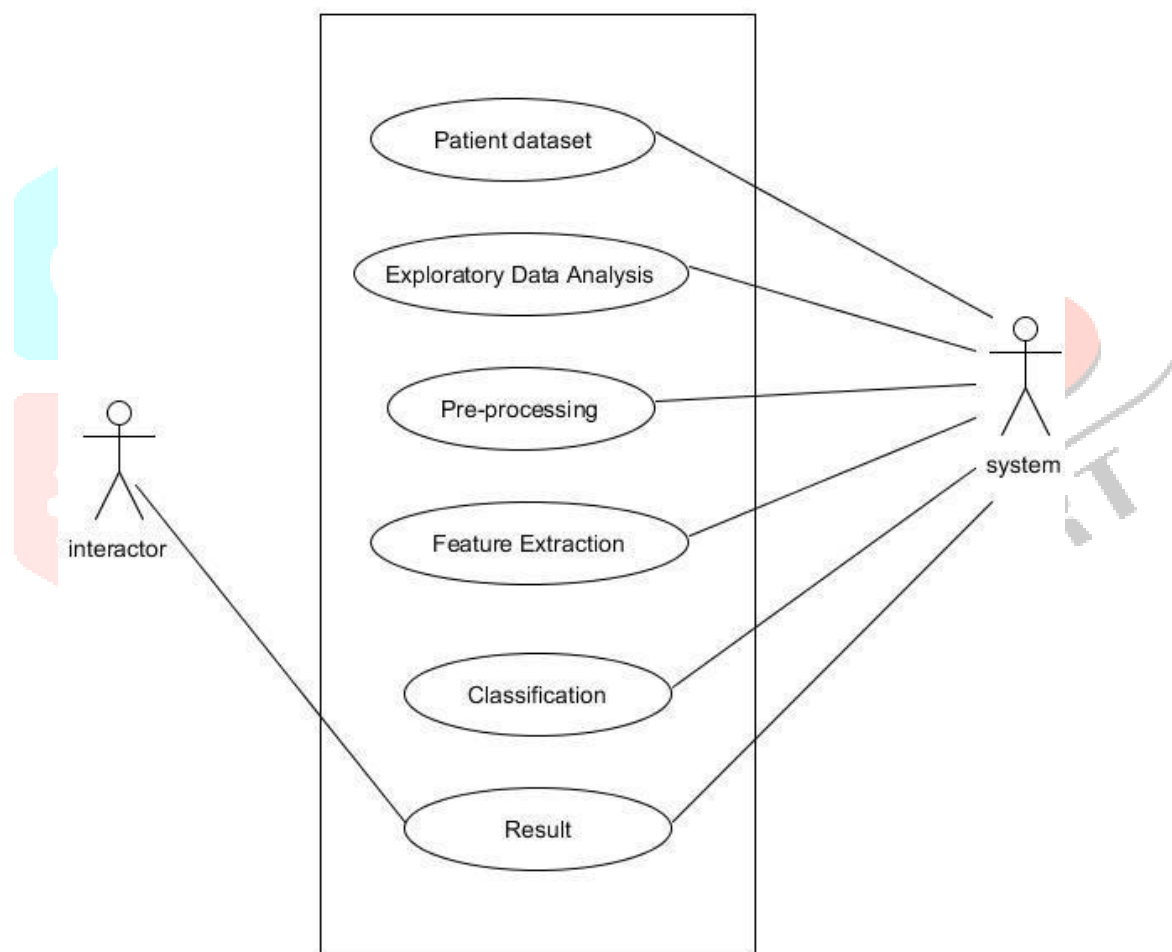 Patient dataset
Exploratory Data Analysis
Pre-processing
Feature Extraction
Classification
Result
interactor
system